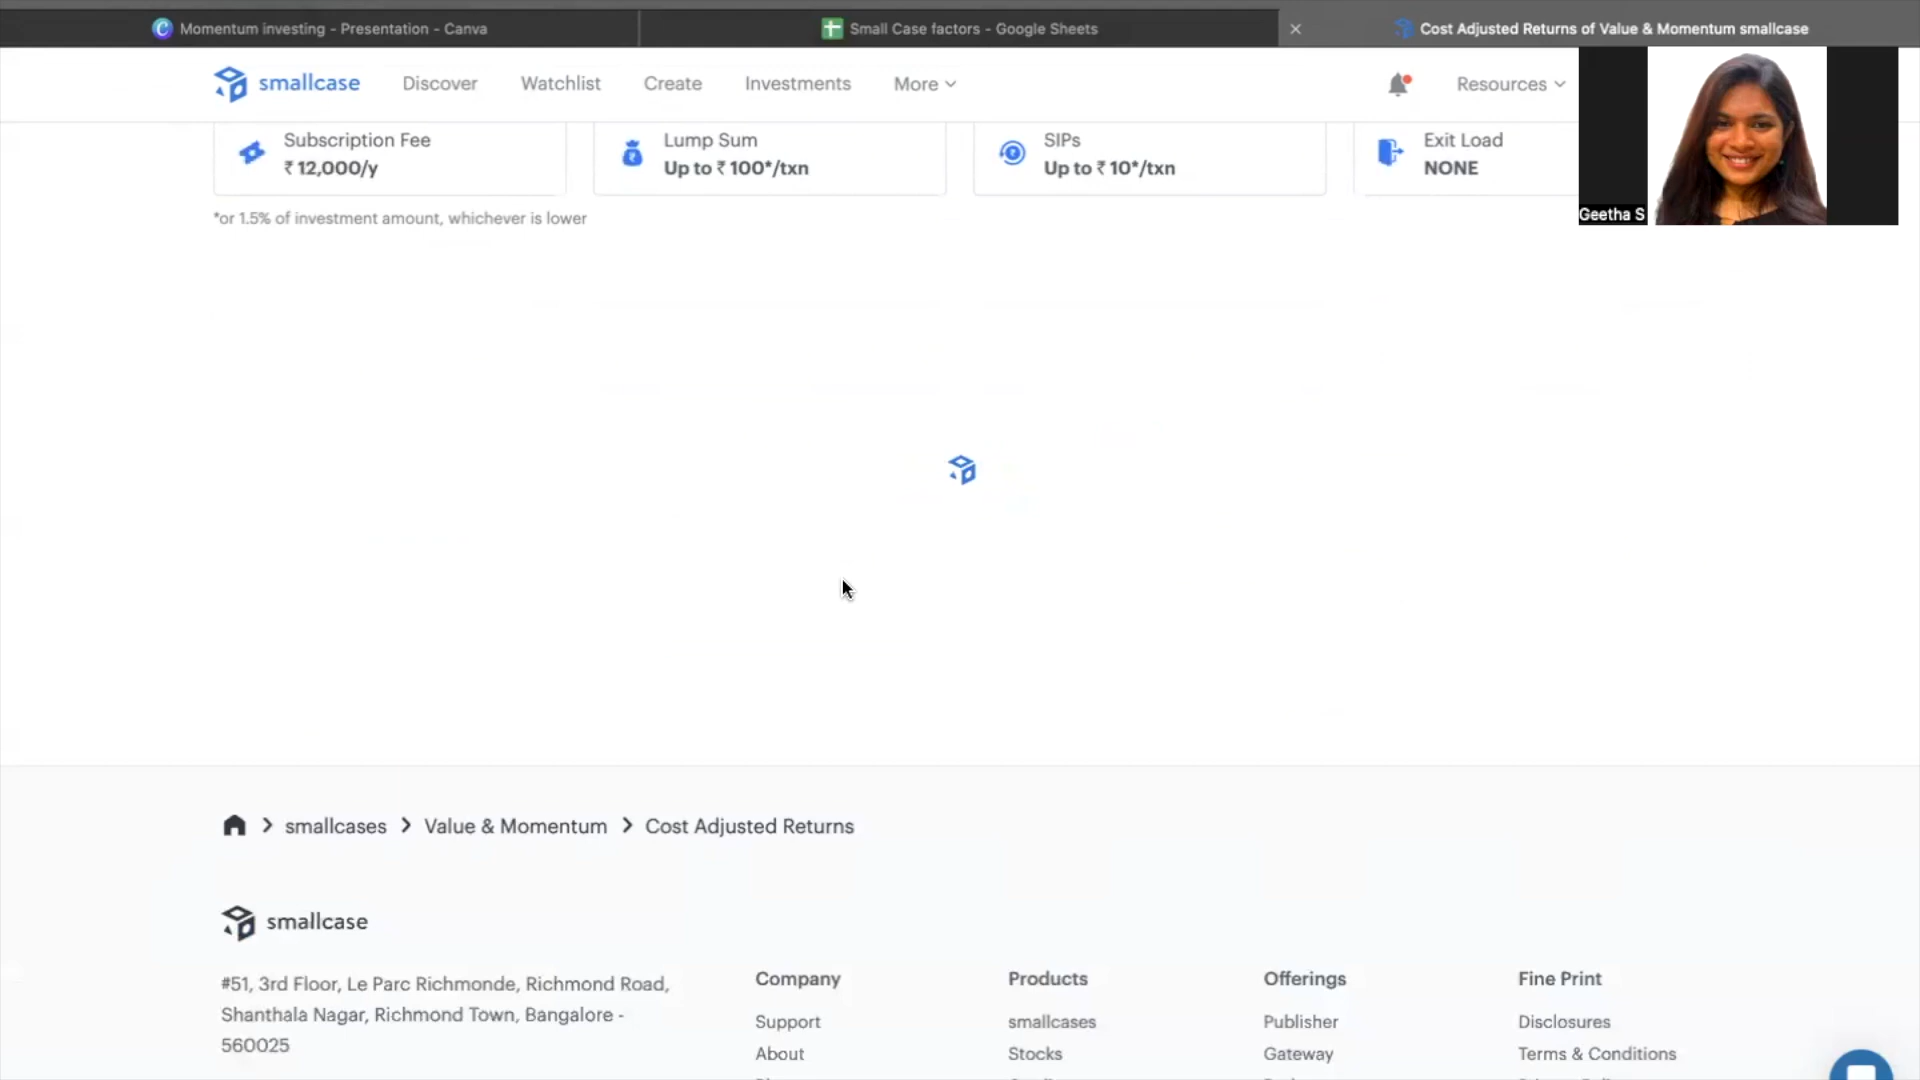 Momentum investing - Presentation - Canva
Small Case factors - Google Sheets
Cost Adjusted Returns of Value & Momentum smallcase
smallcase
Discover
Watchlist
Create
Investments
More
Resources
Geetha S
Subscription Fee
₹ 12,000/y
Lump Sum
Up to ₹ 100*/txn
SIPs
Up to ₹ 10*/txn
Exit Load
NONE
*or 1.5% of investment amount, whichever is lower
smallcases > Value & Momentum > Cost Adjusted Returns
smallcase
#51, 3rd Floor, Le Parc Richmonde, Richmond Road,
Shanthala Nagar, Richmond Town, Bangalore -
560025
Company
Support
About
Products
smallcases
Stocks
Offerings
Publisher
Gateway
Fine Print
Disclosures
Terms & Conditions